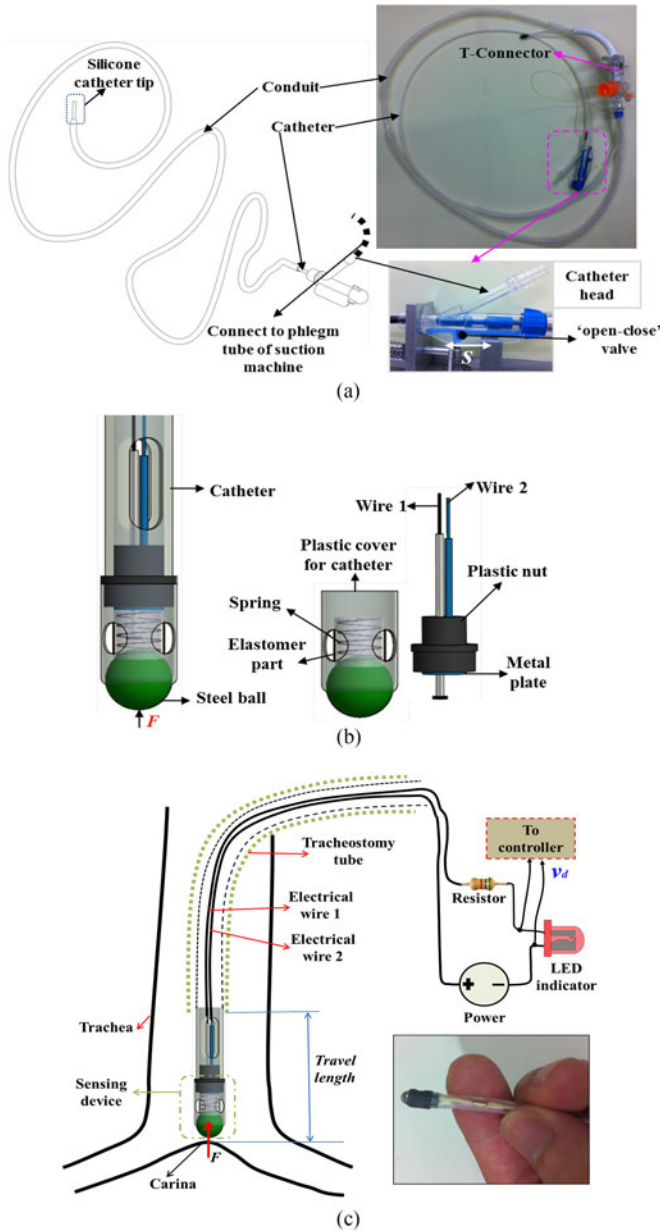 Silicone
catheter tip
Conduit
Catheter
T-Connector
Connect to phlegm
tube of suction
machine
Catheter
head
'open-close'
valve
S
(a)
Catheter
Steel ball
F
Plastic cover
for catheter
Spring
Elastomer
part
Wire 1
Wire 2
Plastic nut
Metal
plate
(b)
Tracheostomy
tube
Electrical
wire 1
Electrical
wire 2
Trachea
Sensing
device
Carina
F
Travel
length
To
controller
vd
Resistor
LED
indicator
+ −
Power
(c)